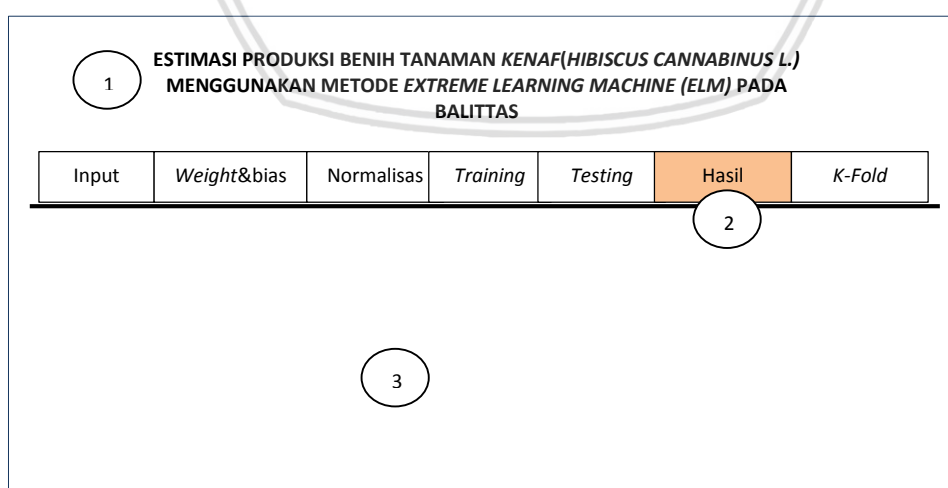 ESTIMASI PRODUKSI BENIH TANAMAN KENAF(HIBISCUS CANNABINUS L.)
1 MENGGUNAKAN METODE EXTREME LEARNING MACHINE (ELM) PADA
BALITTAS
Input Weight&bias Normalisas Training Testing Hasil K-Fold
2
3